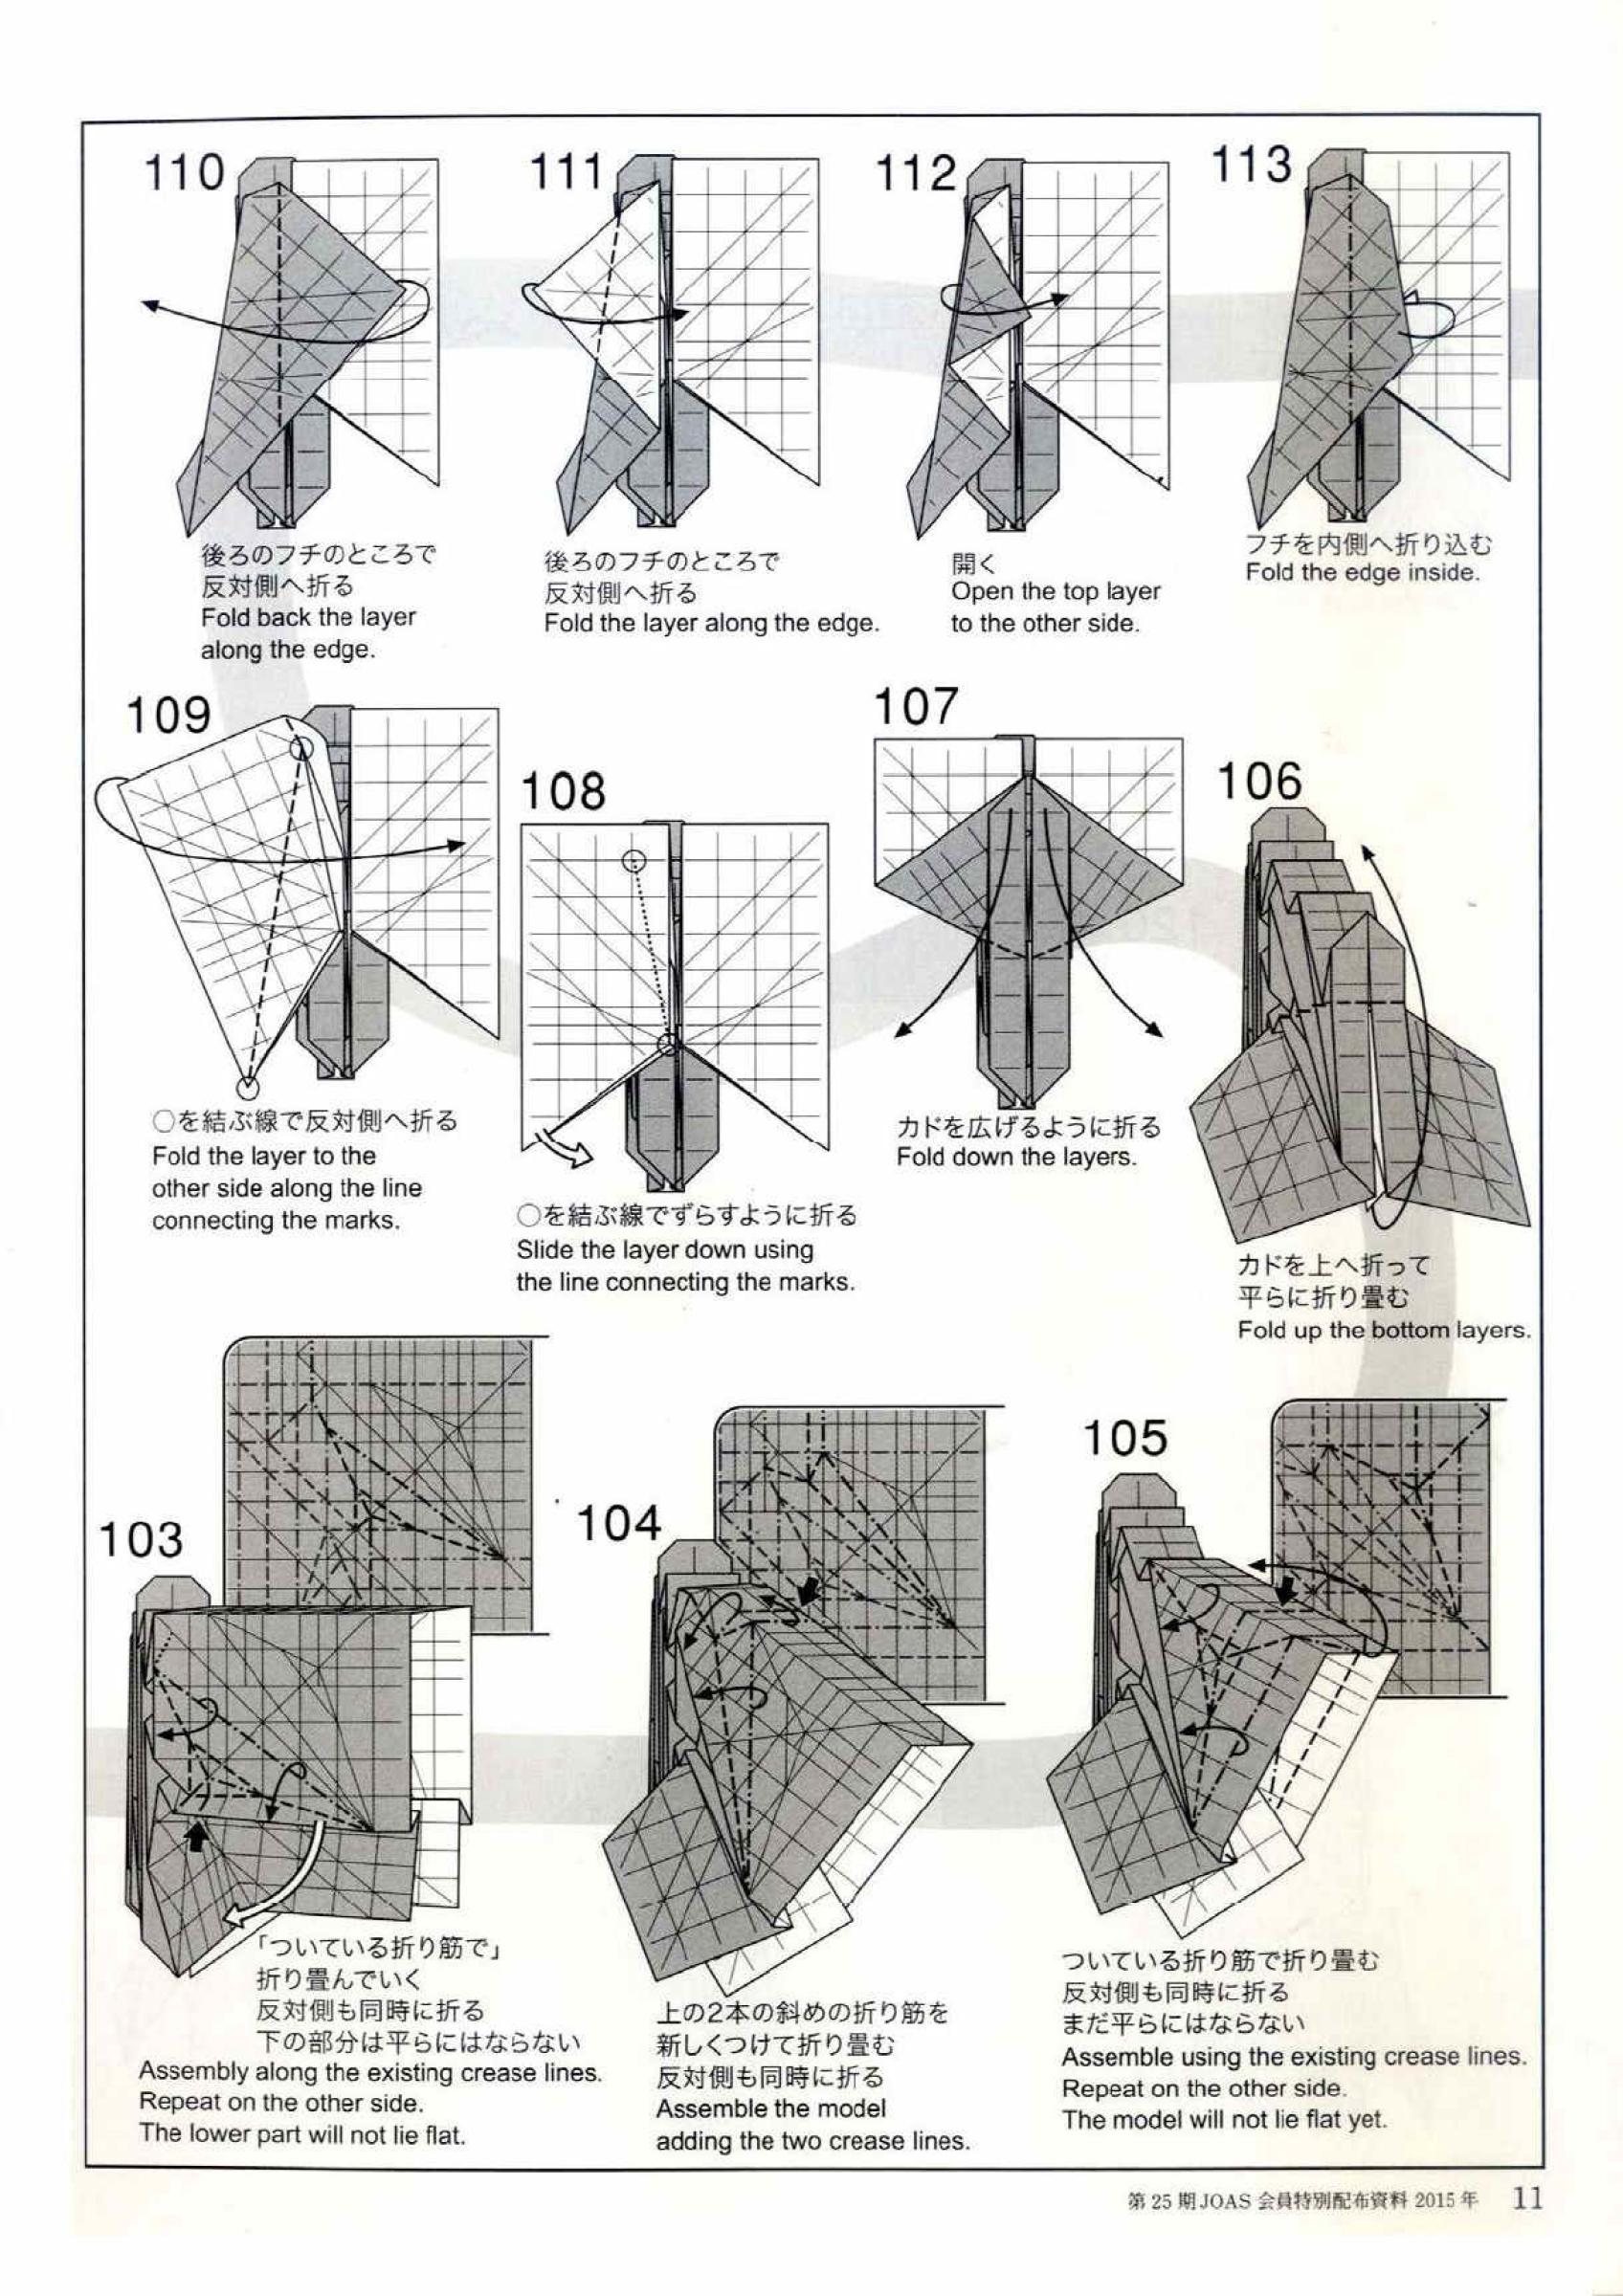 110
後ろのフチのところで
反対側へ折る
Fold back the layer
along the edge.
111
後ろのフチのところで
反対側へ折る
Fold the layer along the edge.
112
開く
Open the top layer
to the other side.
113
フチを内側へ折り込む
Fold the edge inside.
109
○を結ぶ線で反対側へ折る
Fold the layer to the
other side along the line
connecting the marks.
108
○を結ぶ線でずらすように折る
Slide the layer down using
the line connecting the marks.
107
カドを広げるように折る
Fold down the layers.
106
カドを上へ折って
平らに折り畳む
Fold up the bottom layers.
103
「ついている折り筋で」
折り畳んでいく
反対側も同時に折る
下の部分は平らにはならない
Assembly along the existing crease lines.
Repeat on the other side.
The lower part will not lie flat.
104
上の2本の斜めの折り筋を
新しくつけて折り畳む
反対側も同時に折る
Assemble the model
adding the two crease lines.
105
ついている折り筋で折り畳む
反対側も同時に折る
まだ平らにはならない
Assemble using the existing crease lines.
Repeat on the other side.
The model will not lie flat yet.
第 25 期 JOAS 会員特別配布資料 2015 年 11